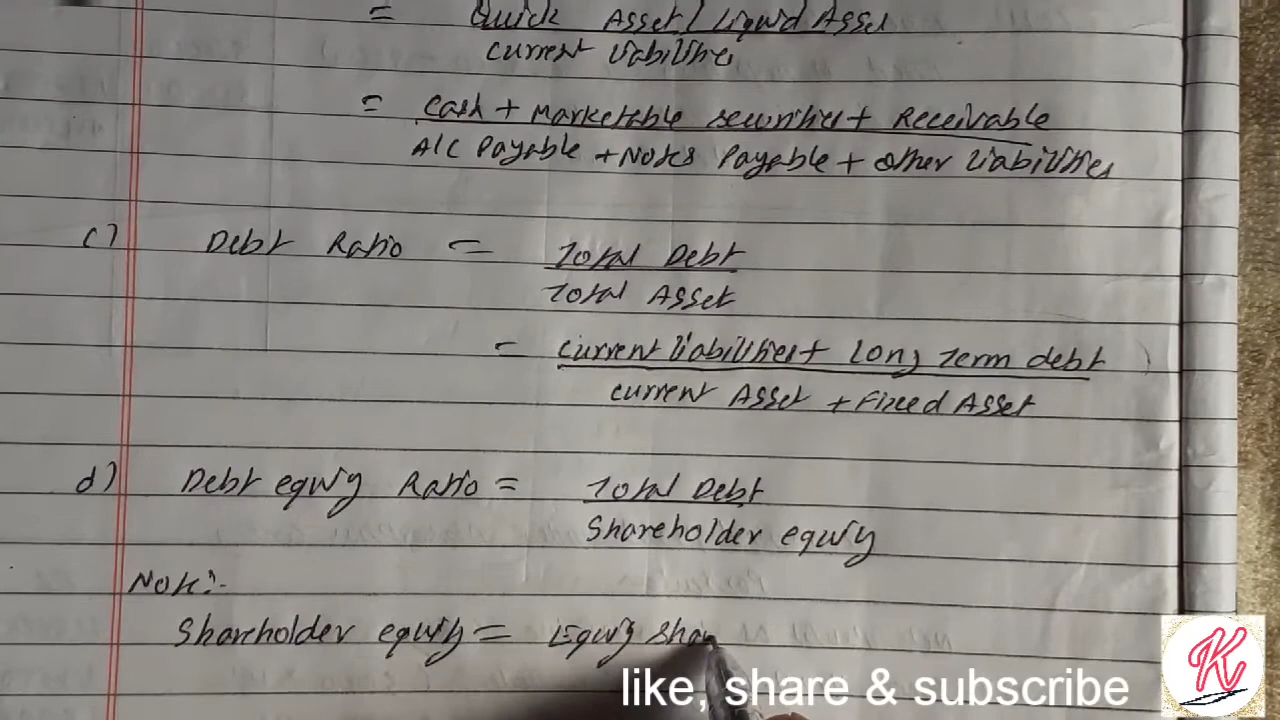 = Quick Asset / Liquid Asset
Current liabilities
= Cash + Marketable securities + Receivable
A/C Payable + Notes Payable + other liabilities
c) Debt Ratio = Total Debt
Total Asset
= current liabilities + Long Term debt
current Asset + Fixed Asset
d) Debt equity Ratio = Total Debt
Shareholder equity
Note:-
Shareholder equity = Equity Shar
like, share & subscribe
K